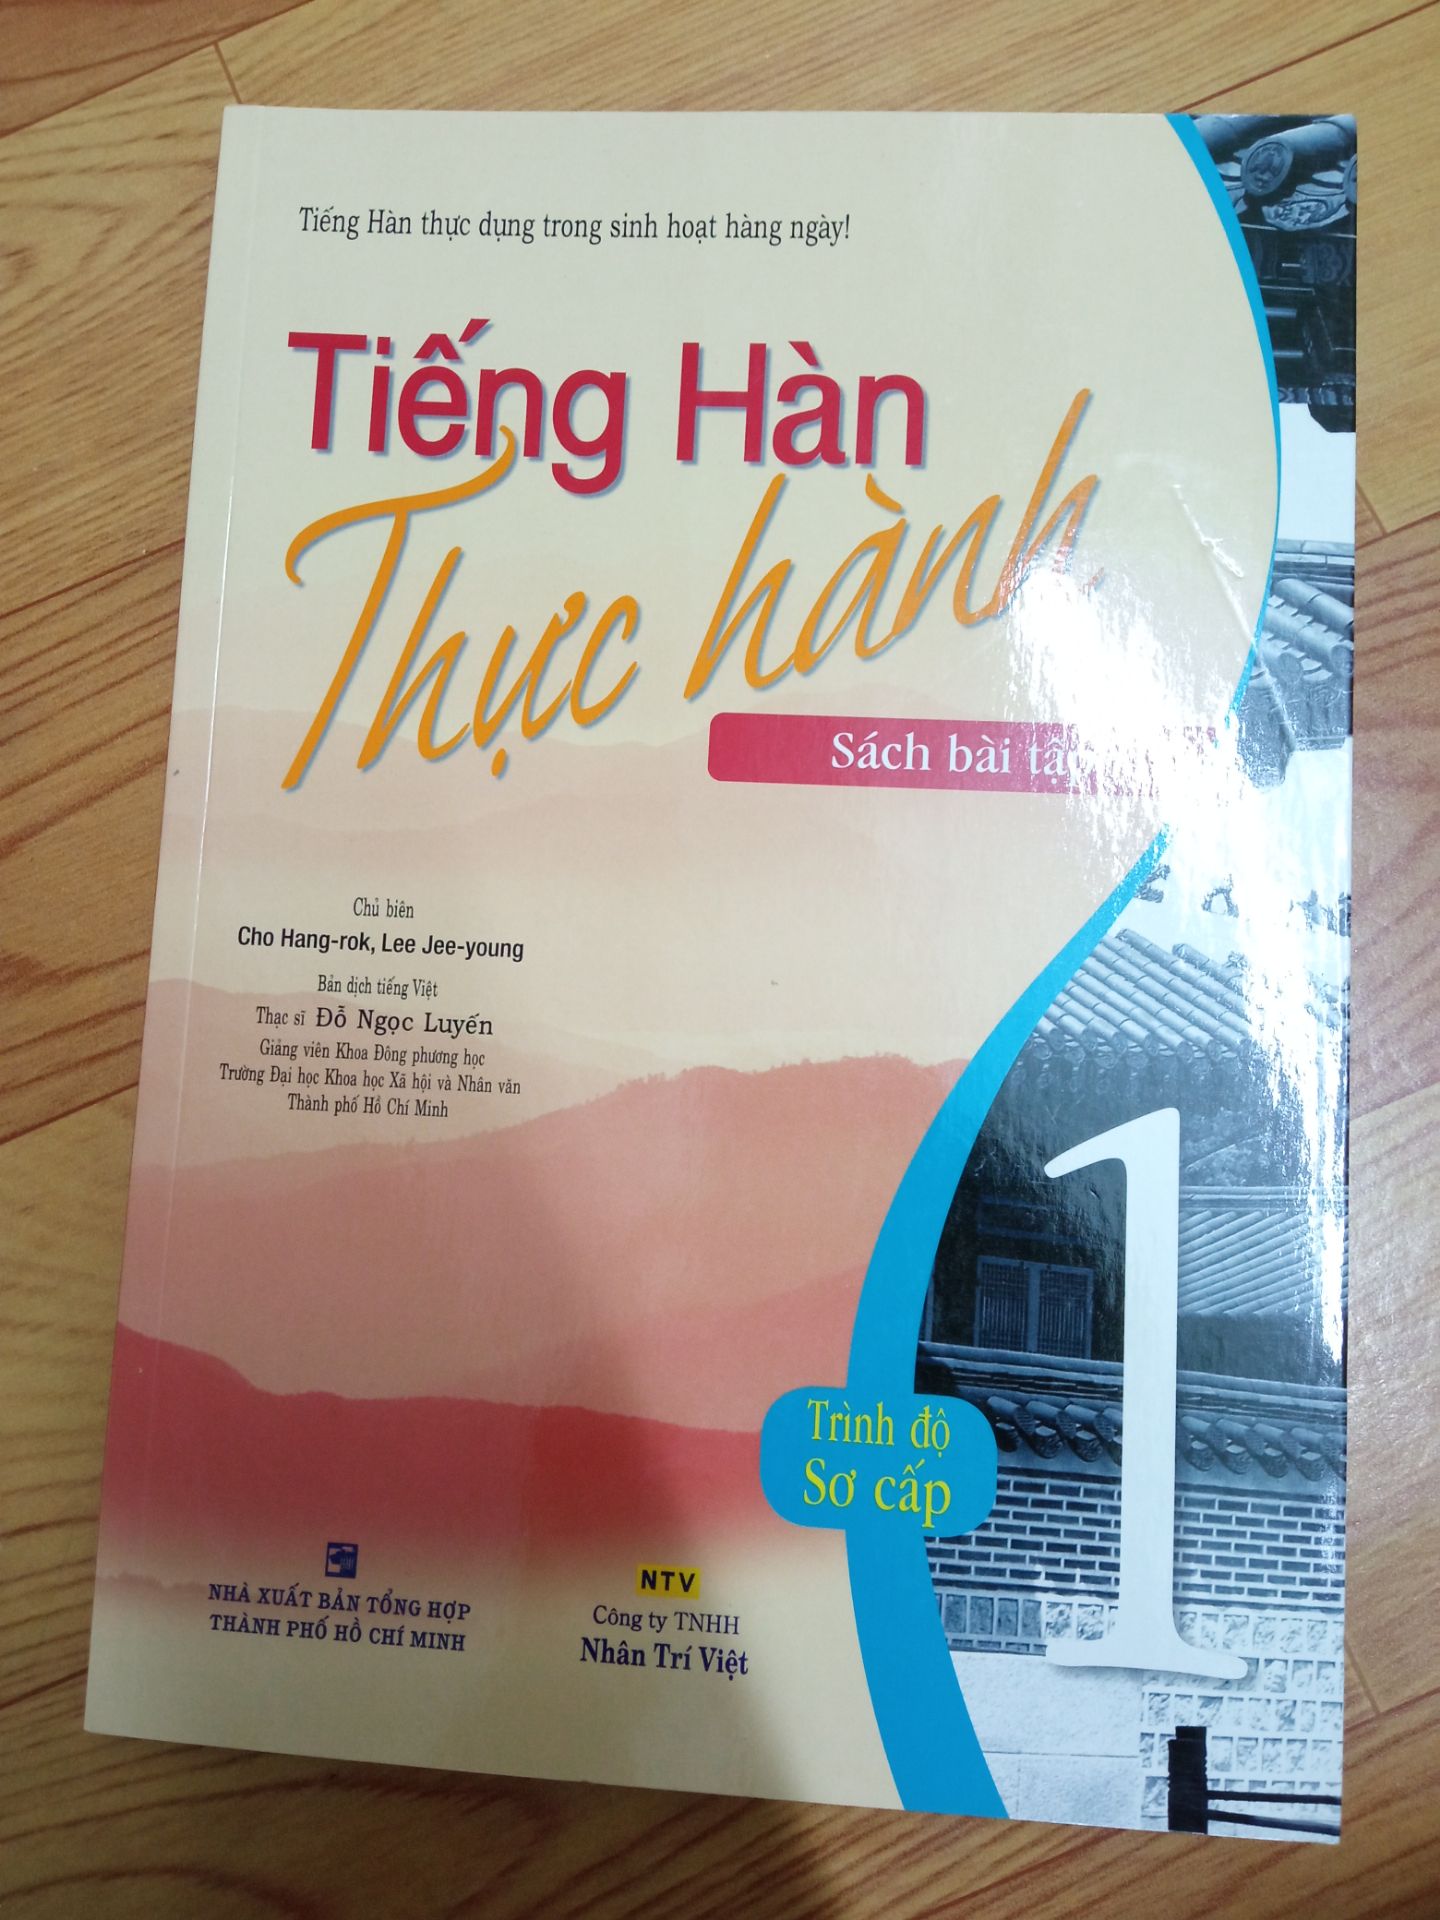 Tiếng Hàn thực dụng trong sinh hoạt hàng ngày!
Tiếng Hàn
Thực hành
Sách bài tập
Chủ biên
Cho Hang-rok, Lee Jee-young
Bản dịch tiếng Việt
Thạc sĩ Đỗ Ngọc Luyến
Giảng viên Khoa Đông phương học
Trường Đại học Khoa học Xã hội và Nhân văn
Thành phố Hồ Chí Minh
1
Trình độ
Sơ cấp
NHÀ XUẤT BẢN TỔNG HỢP
THÀNH PHỐ HỒ CHÍ MINH
NTV
Công ty TNHH
Nhân Trí Việt